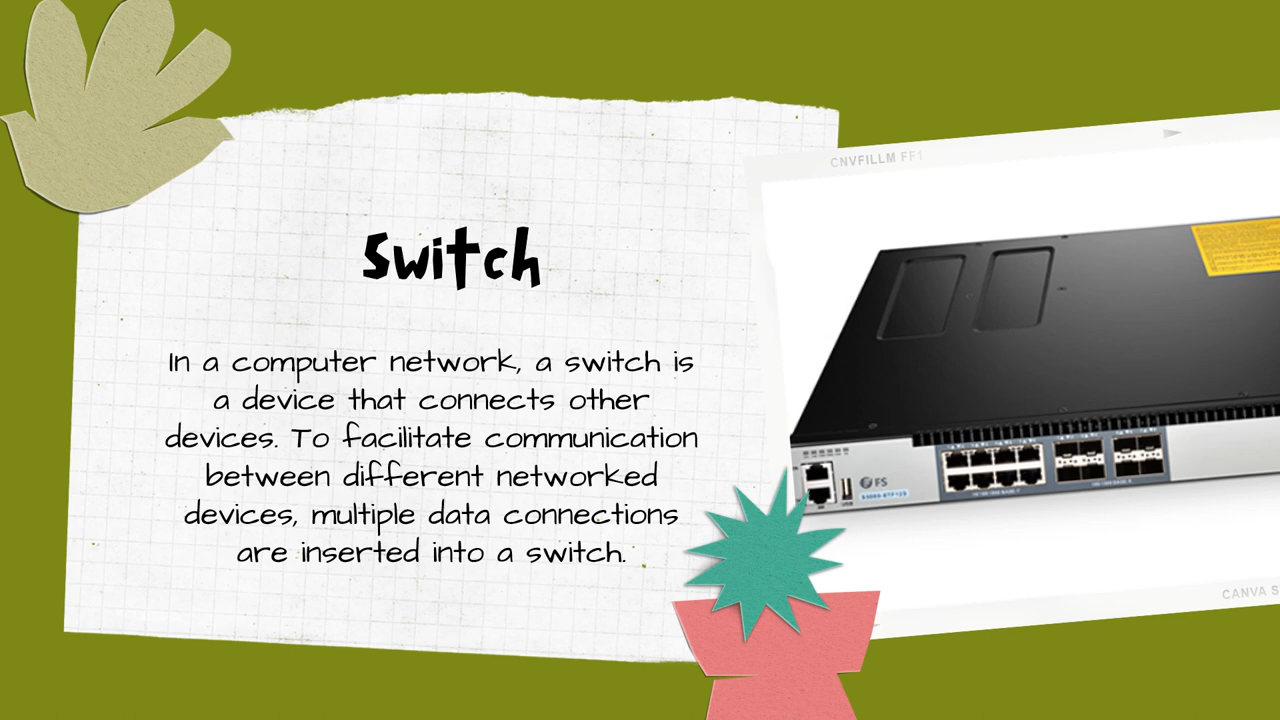 CNVFILLM FF1
Switch
In a computer network, a switch is
a device that connects other
devices. To facilitate communication
between different networked
devices, multiple data connections
are inserted into a switch.
FS
USB
CANVA S